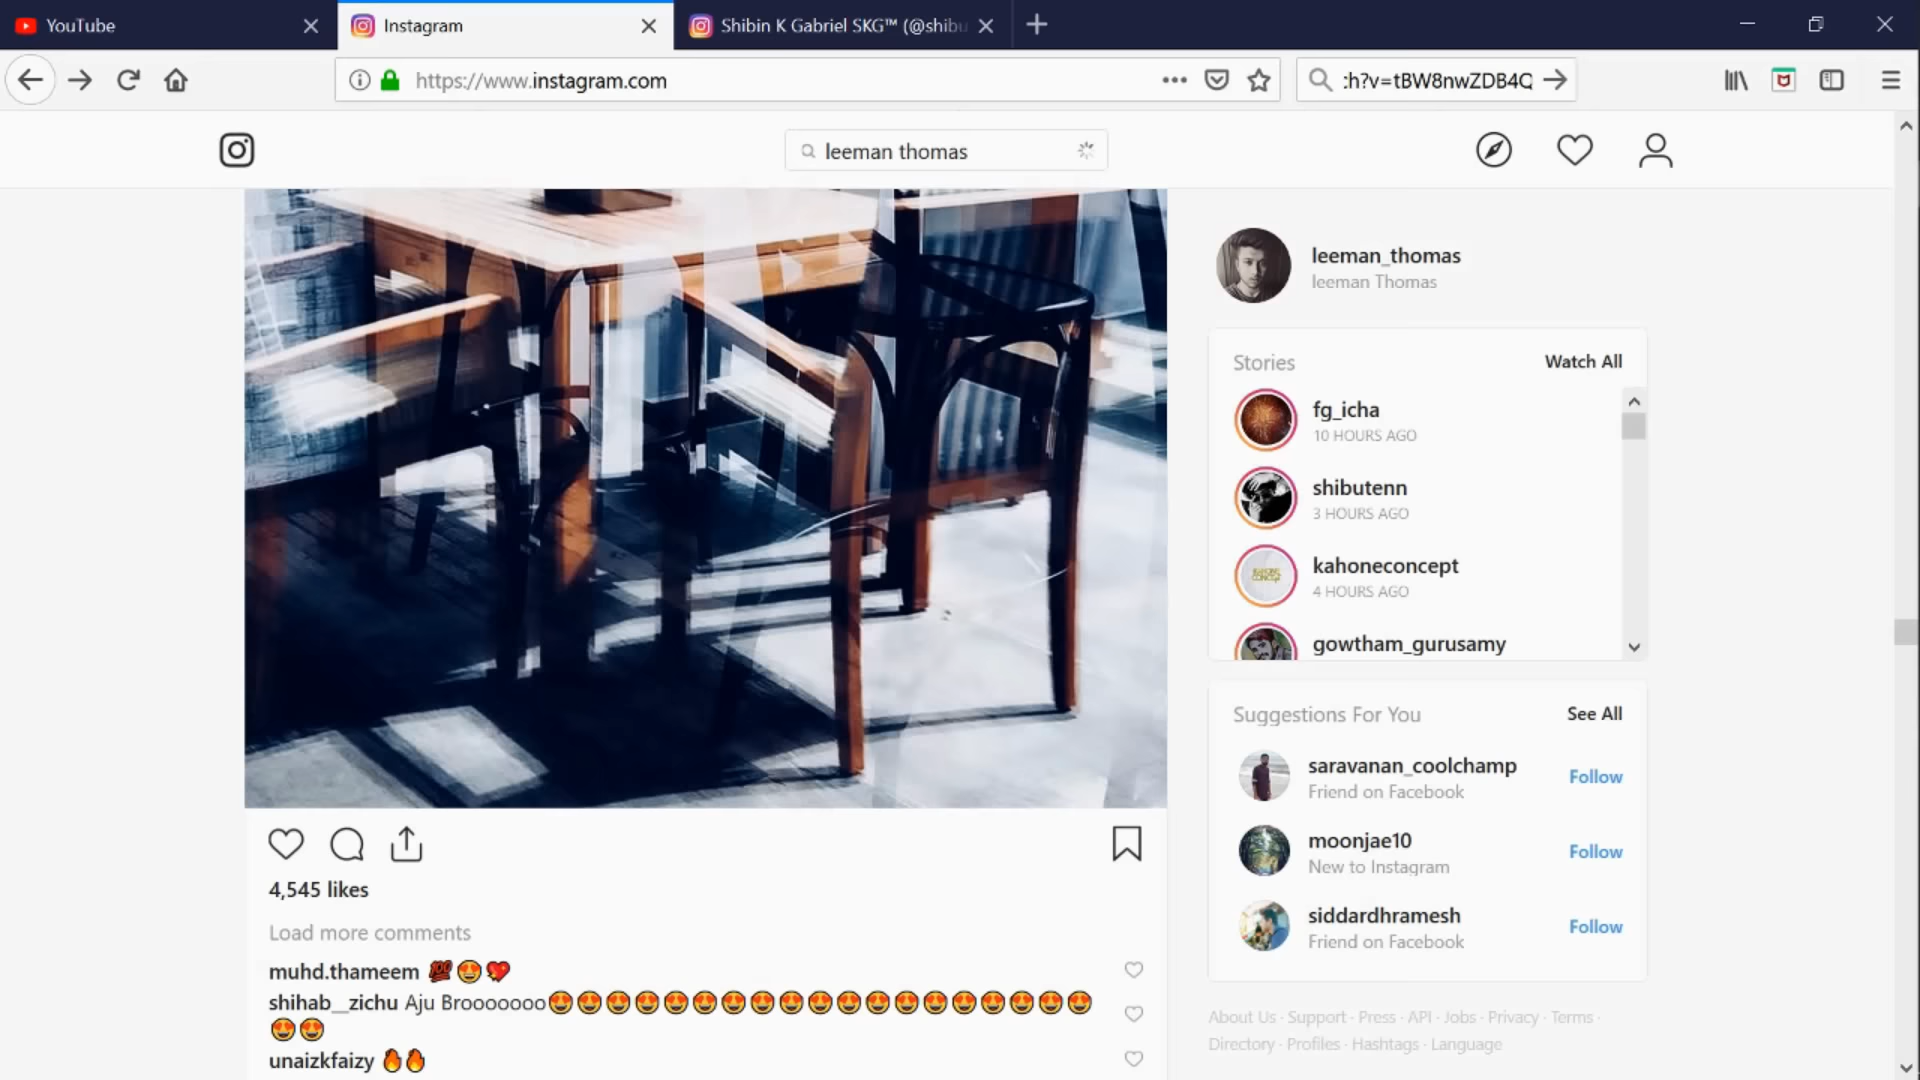 YouTube
Instagram
Shibin K Gabriel SKG™ (@shibu
https://www.instagram.com
:h?v=tBW8nwZDB4Q
leeman thomas
leeman_thomas
leeman Thomas
Stories
Watch All
fg_icha
10 HOURS AGO
shibutenn
3 HOURS AGO
kahoneconcept
4 HOURS AGO
gowtham_gurusamy
Suggestions For You
See All
saravanan_coolchamp
Friend on Facebook
Follow
moonjae10
New to Instagram
Follow
siddardhramesh
Friend on Facebook
Follow
4,545 likes
Load more comments
muhd.thameem 💯😍💖
shihab__zichu Aju Brooooooo😍😍😍😍😍😍😍😍😍😍😍😍😍😍😍😍😍😍😍
😍😍
unaizkfaizy 🔥🔥
About Us · Support · Press · API · Jobs · Privacy · Terms ·
Directory · Profiles · Hashtags · Language